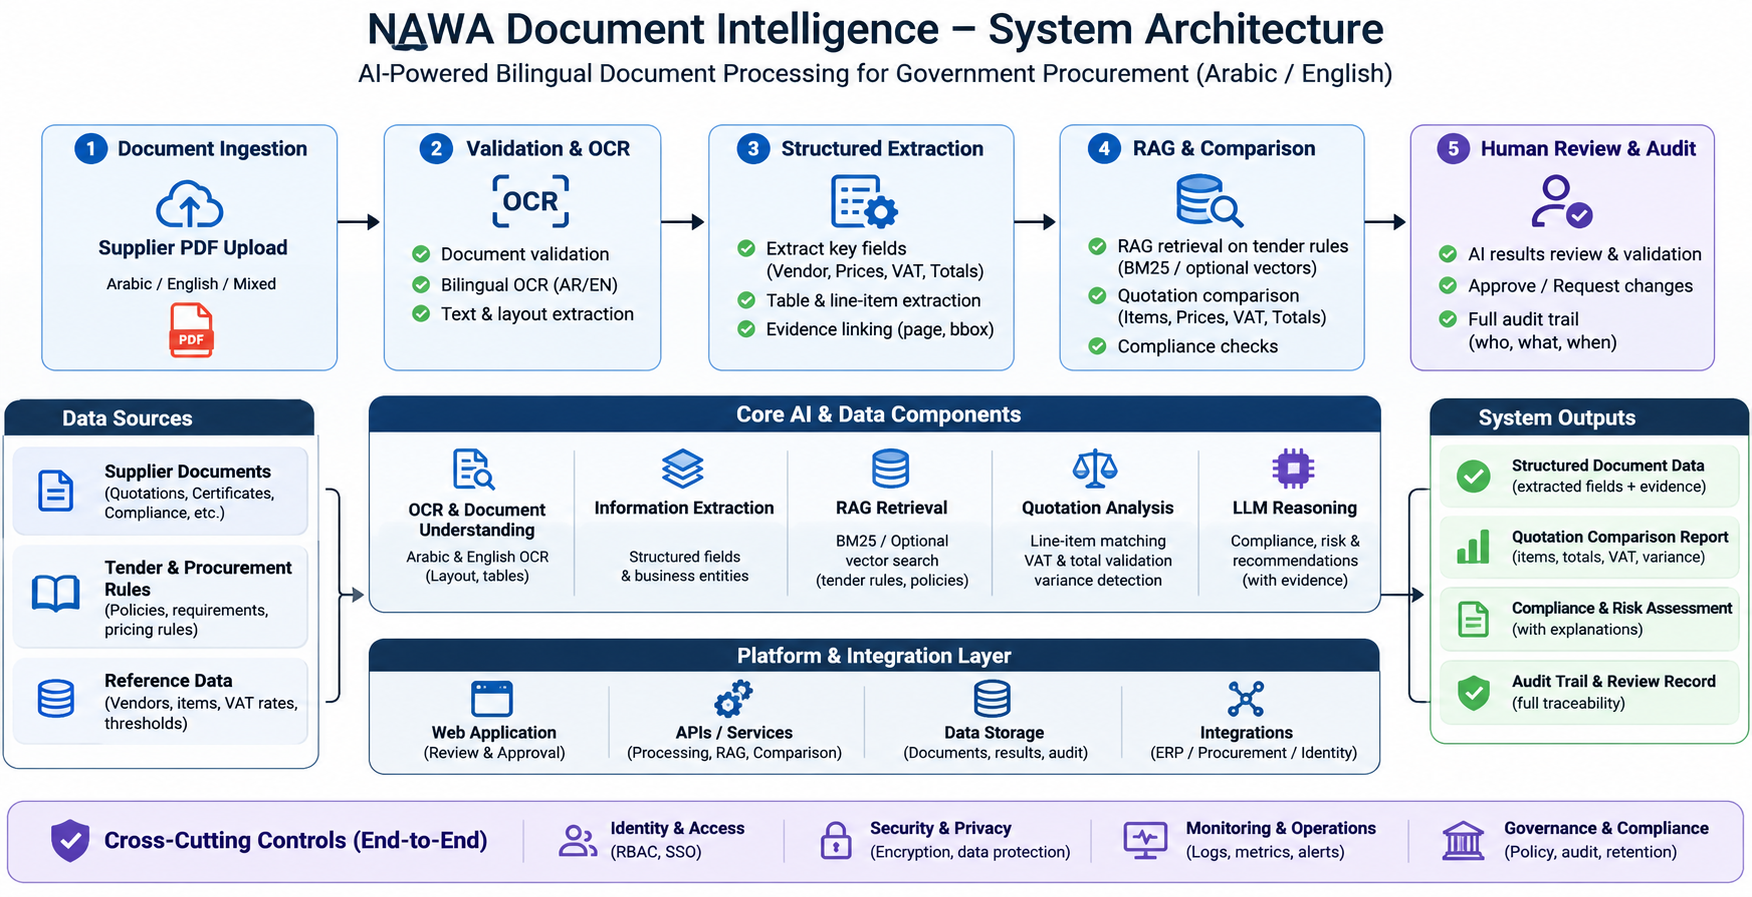 NAWA Document Intelligence – System Architecture
AI-Powered Bilingual Document Processing for Government Procurement (Arabic / English)
1 Document Ingestion
Supplier PDF Upload
Arabic / English / Mixed
PDF
2 Validation & OCR
OCR
Document validation
Bilingual OCR (AR/EN)
Text & layout extraction
3 Structured Extraction
Extract key fields
(Vendor, Prices, VAT, Totals)
Table & line-item extraction
Evidence linking (page, bbox)
4 RAG & Comparison
RAG retrieval on tender rules
(BM25 / optional vectors)
Quotation comparison
(Items, Prices, VAT, Totals)
Compliance checks
5 Human Review & Audit
AI results review & validation
Approve / Request changes
Full audit trail
(who, what, when)
Data Sources
Supplier Documents
(Quotations, Certificates,
Compliance, etc.)
Tender & Procurement
Rules
(Policies, requirements,
pricing rules)
Reference Data
(Vendors, items, VAT rates,
thresholds)
Core AI & Data Components
OCR & Document
Understanding
Arabic & English OCR
(Layout, tables)
Information Extraction
Structured fields
& business entities
RAG Retrieval
BM25 / Optional
vector search
(tender rules, policies)
Quotation Analysis
Line-item matching
VAT & total validation
variance detection
LLM Reasoning
Compliance, risk &
recommendations
(with evidence)
Platform & Integration Layer
Web Application
(Review & Approval)
APIs / Services
(Processing, RAG, Comparison)
Data Storage
(Documents, results, audit)
Integrations
(ERP / Procurement / Identity)
System Outputs
Structured Document Data
(extracted fields + evidence)
Quotation Comparison Report
(items, totals, VAT, variance)
Compliance & Risk Assessment
(with explanations)
Audit Trail & Review Record
(full traceability)
Cross-Cutting Controls (End-to-End)
Identity & Access
(RBAC, SSO)
Security & Privacy
(Encryption, data protection)
Monitoring & Operations
(Logs, metrics, alerts)
Governance & Compliance
(Policy, audit, retention)